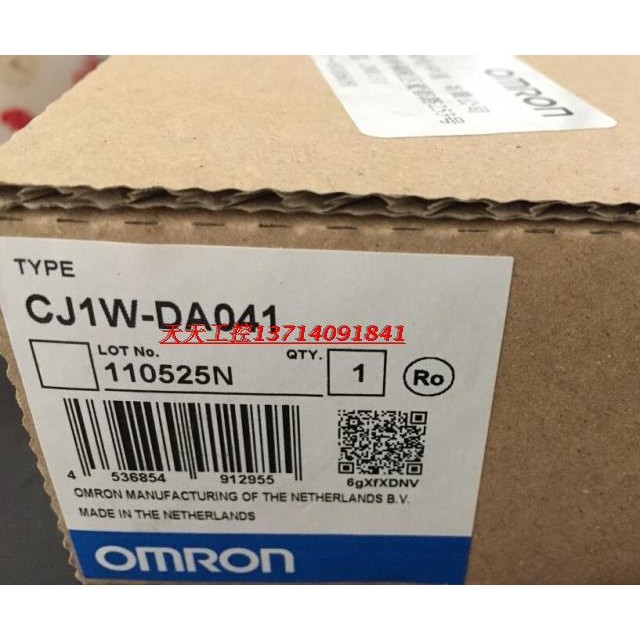 OMRON
TYPE
CJ1W-DA041
天天工控13714091841
LOT No.
QTY.
110525N
1
Ro
4 536854 912955
6gXfXDNV
OMRON MANUFACTURING OF THE NETHERLANDS B.V.
MADE IN THE NETHERLANDS
OMRON